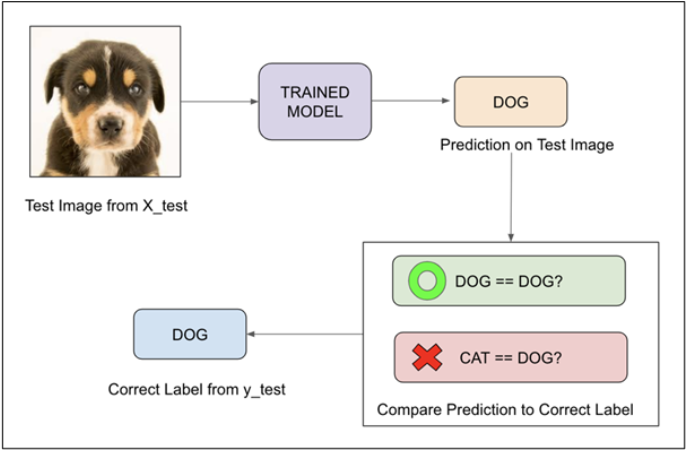 TRAINED
MODEL
DOG
Prediction on Test Image
Test Image from X_test
DOG == DOG?
DOG
CAT == DOG?
Correct Label from y_test
Compare Prediction to Correct Label